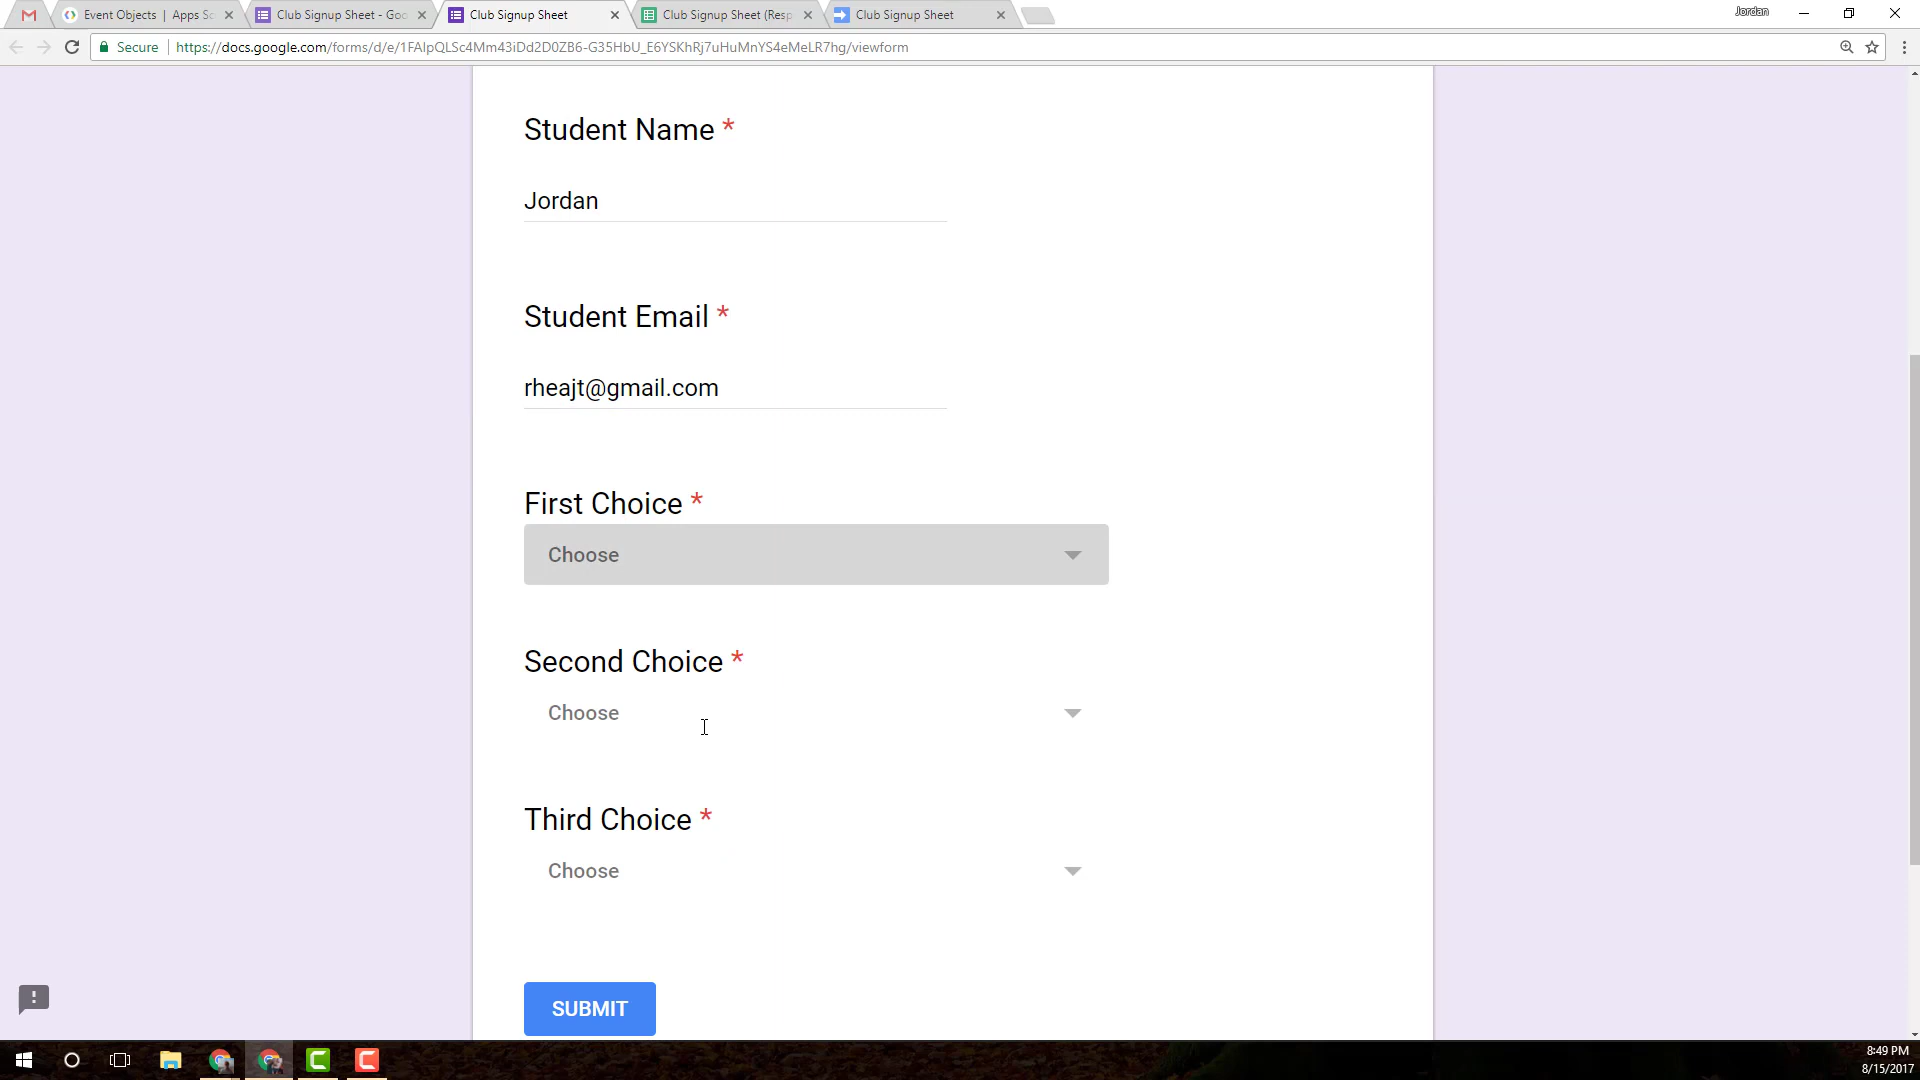 Event Objects | Apps Sc
Club Signup Sheet - Goo
Club Signup Sheet
Club Signup Sheet (Resp
Club Signup Sheet
Jordan
Secure
https://docs.google.com/forms/d/e/1FAIpQLSc4Mm43iDd2D0ZB6-G35HbU_E6YSKhRj7uHuMnYS4eMeLR7hg/viewform
Student Name *
Jordan
Student Email *
rheajt@gmail.com
First Choice *
Choose
Second Choice *
Choose
Third Choice *
Choose
SUBMIT
8:49 PM
8/15/2017